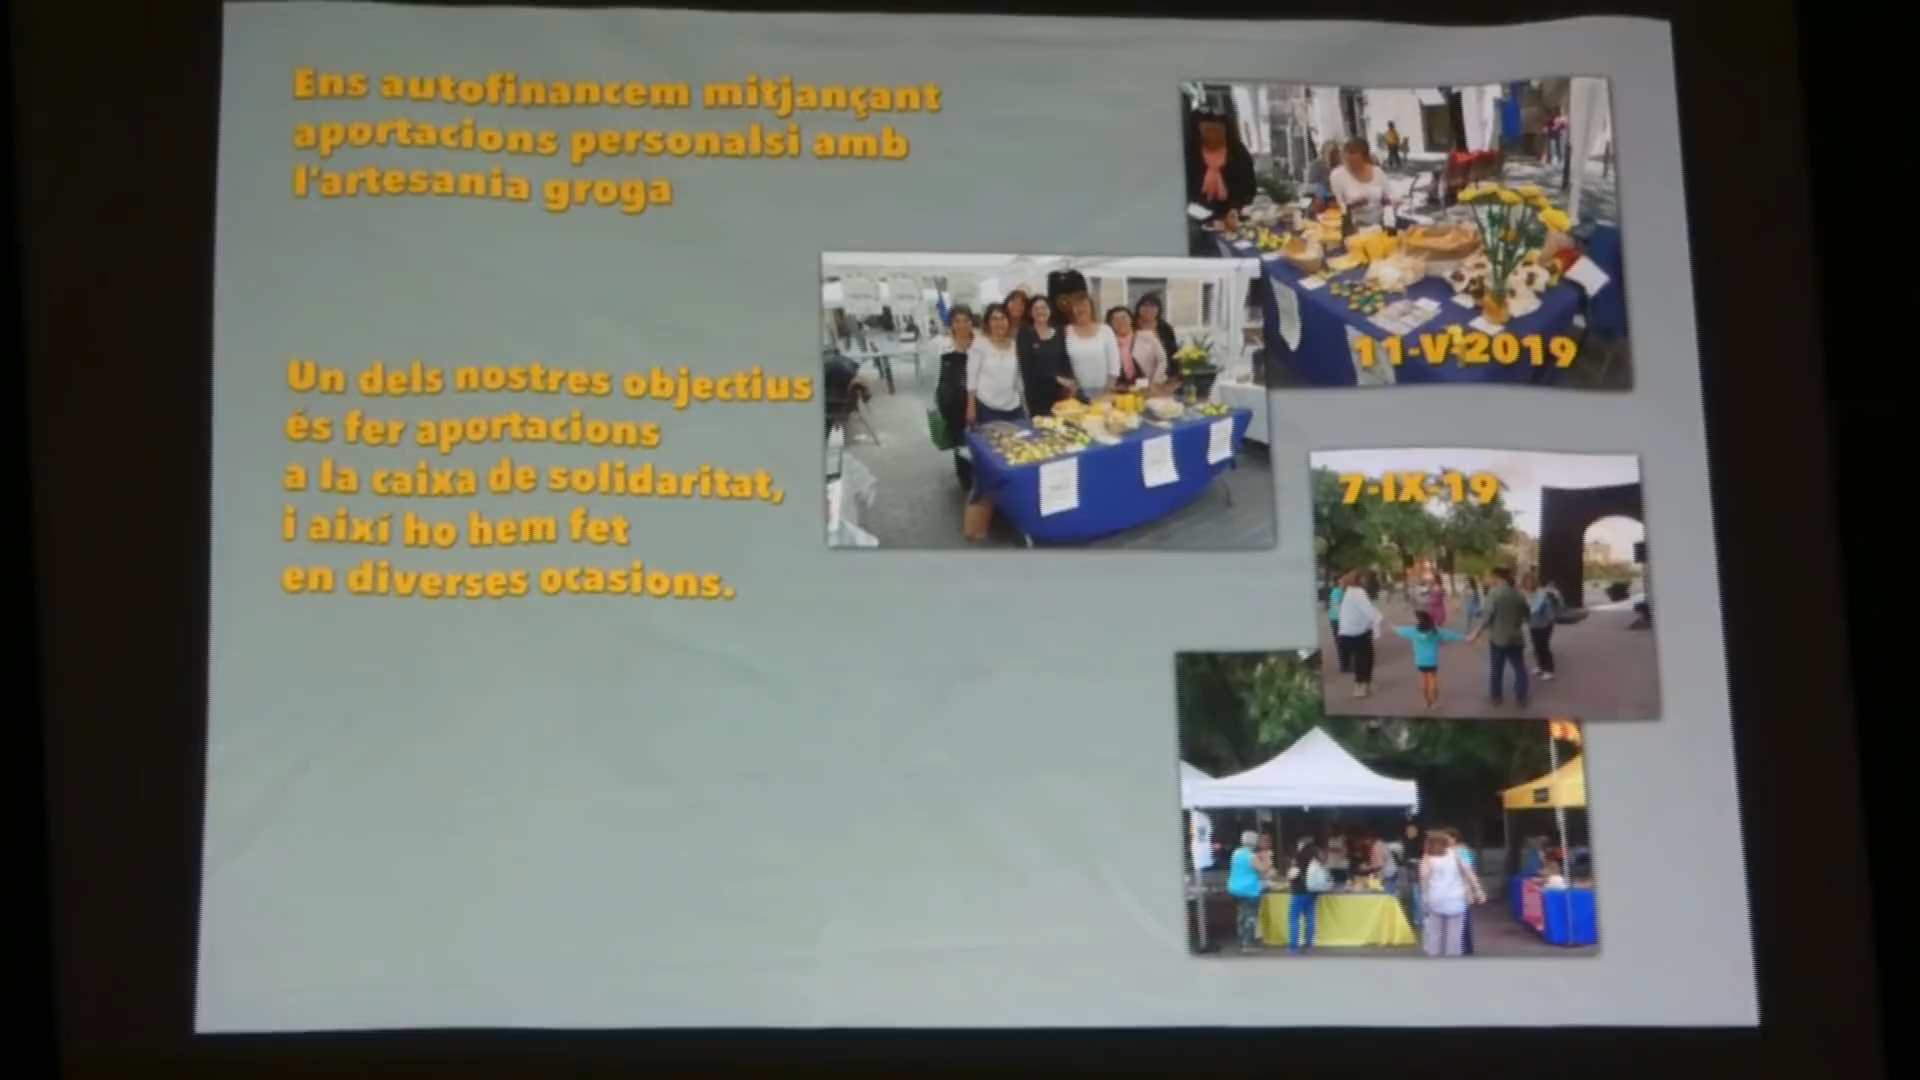 Ens autofinancem mitjançant
aportacions personalsi amb
l'artesania groga
Un dels nostres objectius
és fer aportacions
a la caixa de solidaritat,
i així ho hem fet
en diverses ocasions.
11-V-2019
7-IX-19